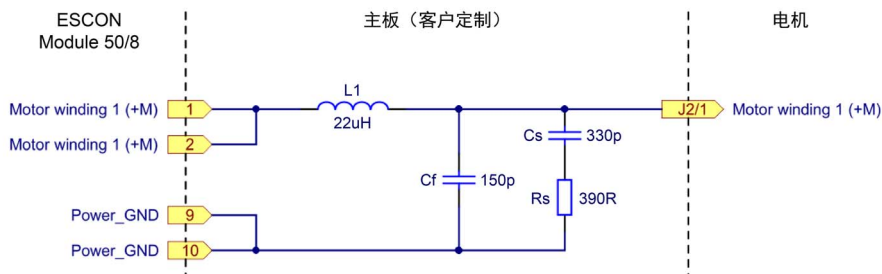 ESCON
Module 50/8
主板（客户定制）
电机
Motor winding 1 (+M)
1
L1
22uH
J2/1
Motor winding 1 (+M)
Motor winding 1 (+M)
2
Cs
330p
Cf
150p
Rs
390R
Power_GND
9
Power_GND
10